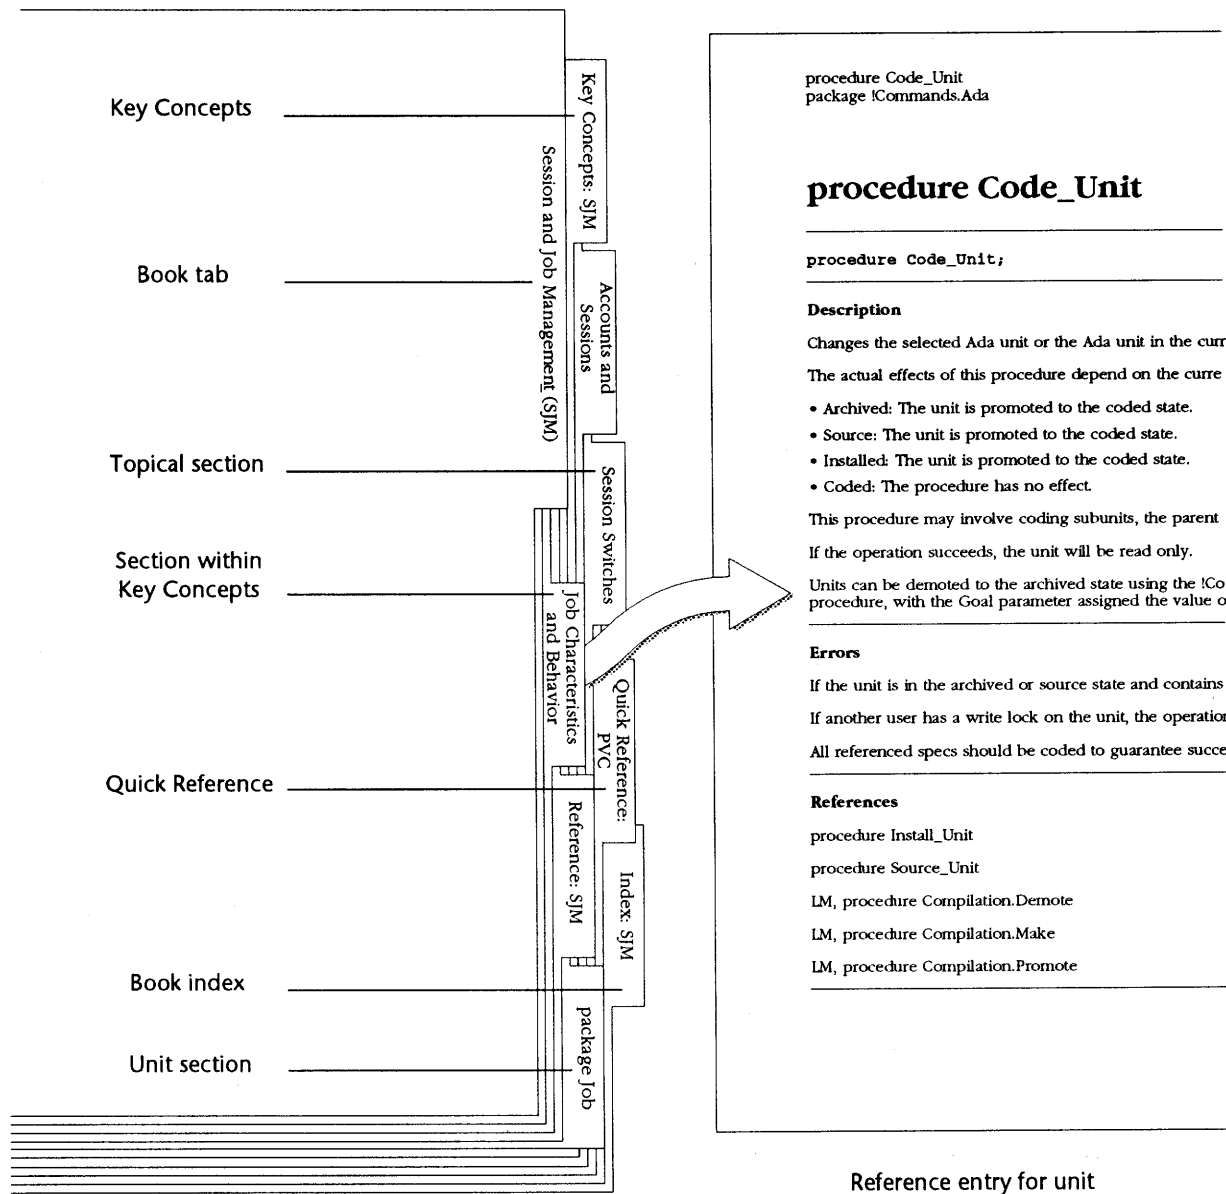 Key Concepts
Book tab
Topical section
Section within
Key Concepts
Quick Reference
Book index
Unit section
Key Concepts: SJM
Session and Job Management (SJM)
Accounts and
Sessions
Session Switches
Job Characteristics
and Behavior
Quick Reference:
PVC
Reference: SJM
Index: SJM
package Job
procedure Code_Unit
package !Commands.Ada
procedure Code_Unit
procedure Code_Unit;
Description
Changes the selected Ada unit or the Ada unit in the curr
The actual effects of this procedure depend on the curre
• Archived: The unit is promoted to the coded state.
• Source: The unit is promoted to the coded state.
• Installed: The unit is promoted to the coded state.
• Coded: The procedure has no effect.
This procedure may involve coding subunits, the parent
If the operation succeeds, the unit will be read only.
Units can be demoted to the archived state using the !Co
procedure, with the Goal parameter assigned the value o
Errors
If the unit is in the archived or source state and contains
If another user has a write lock on the unit, the operation
All referenced specs should be coded to guarantee succe
References
procedure Install_Unit
procedure Source_Unit
LM, procedure Compilation.Demote
LM, procedure Compilation.Make
LM, procedure Compilation.Promote
Reference entry for unit